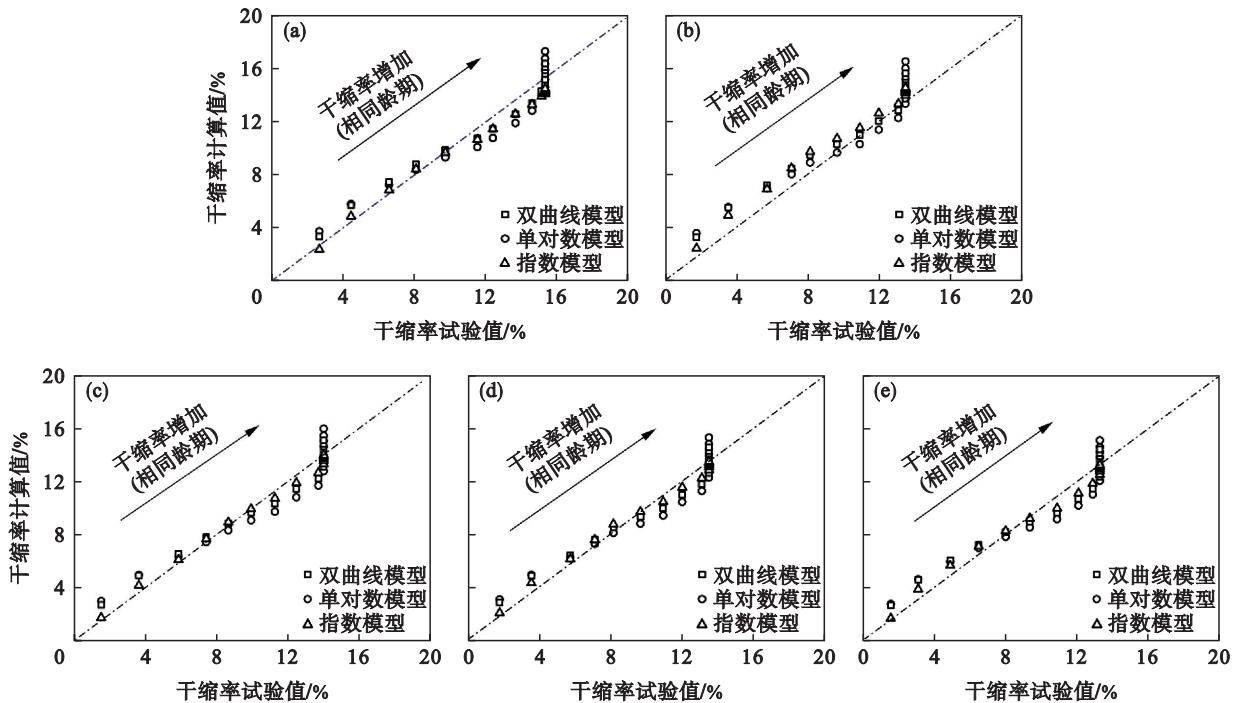 (a)
20
16
12
8
4
0
4
8
12
16
20
干缩率计算值/%
干缩率增加
(相同龄期)
双曲线模型
单对数模型
指数模型
干缩率试验值/%
(b)
0
4
8
12
16
20
干缩率增加
(相同龄期)
双曲线模型
单对数模型
指数模型
干缩率试验值/%
(c)
20
16
12
8
4
0
4
8
12
16
20
干缩率计算值/%
干缩率增加
(相同龄期)
双曲线模型
单对数模型
指数模型
干缩率试验值/%
(d)
0
4
8
12
16
20
干缩率增加
(相同龄期)
双曲线模型
单对数模型
指数模型
干缩率试验值/%
(e)
0
4
8
12
16
20
干缩率增加
(相同龄期)
双曲线模型
单对数模型
指数模型
干缩率试验值/%